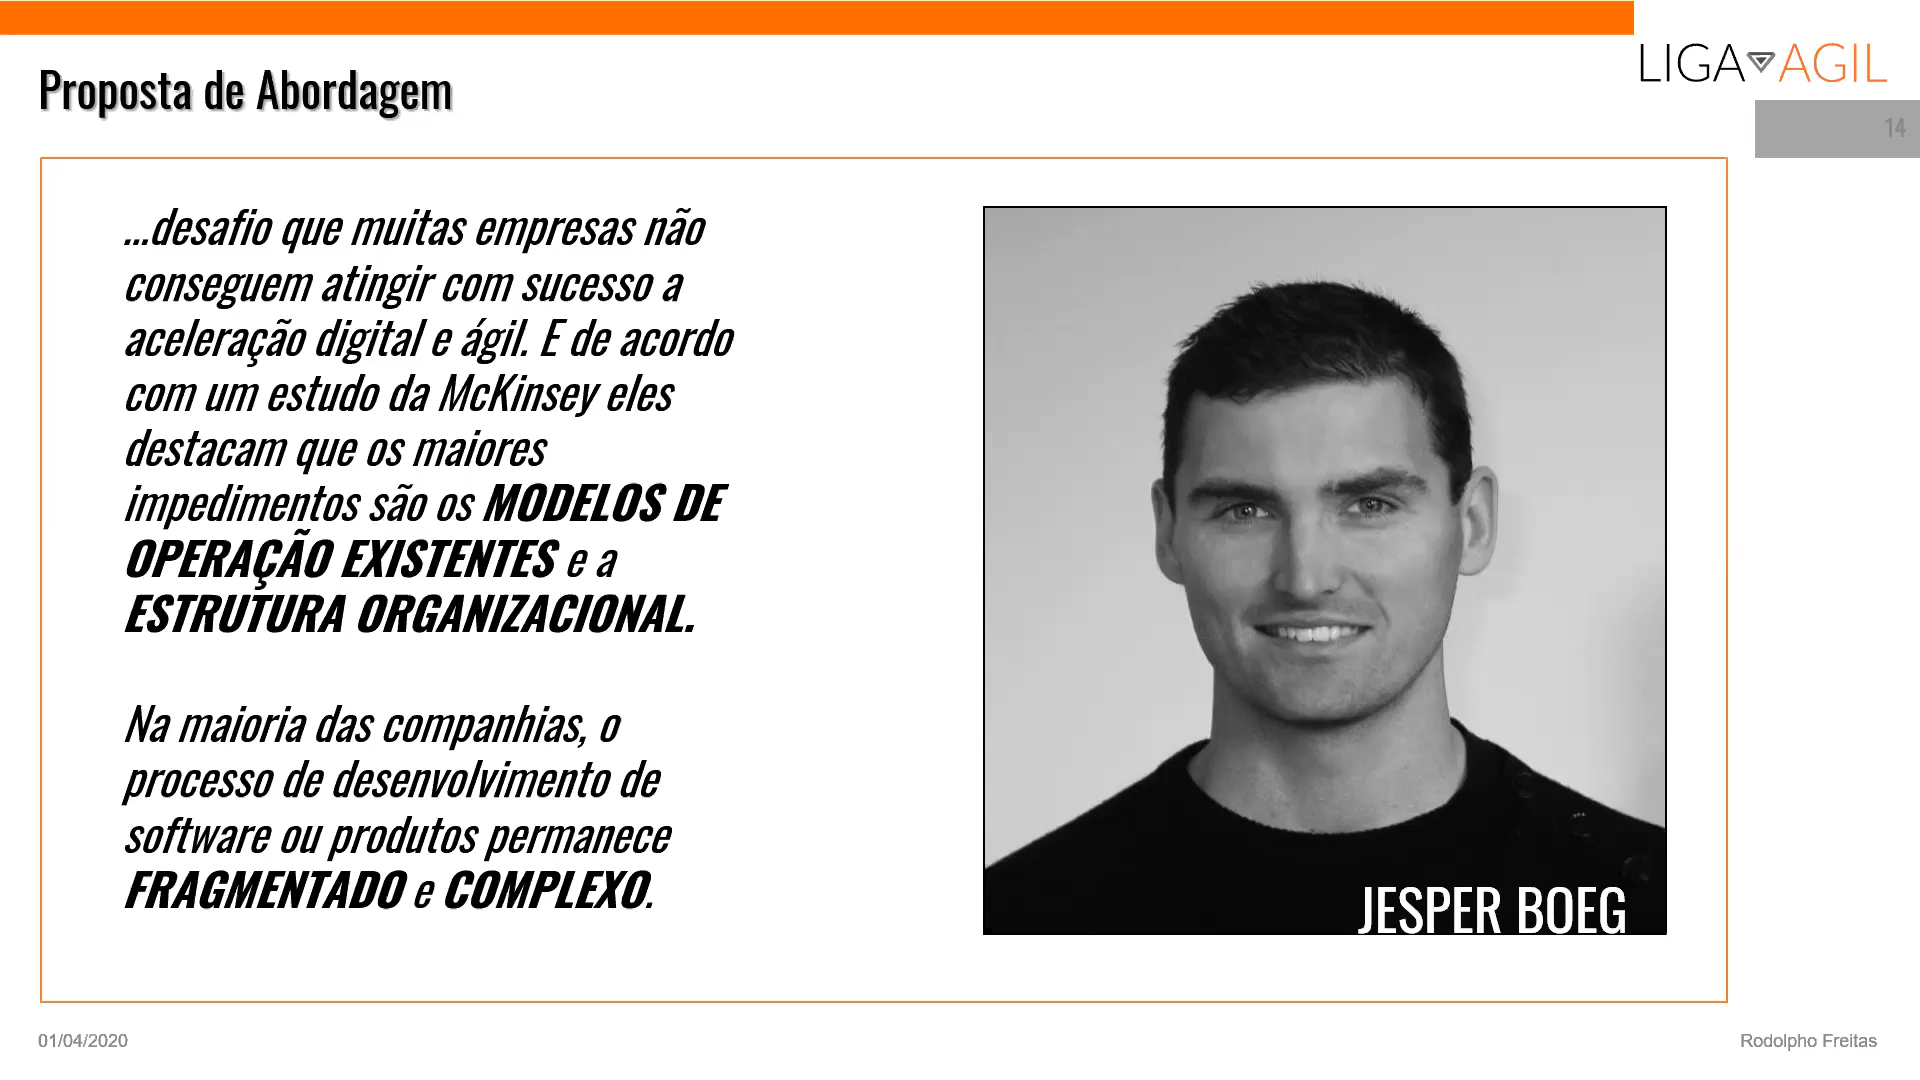 LIGA AGIL
Proposta de Abordagem
14
...desafio que muitas empresas não
conseguem atingir com sucesso a
aceleração digital e ágil. E de acordo
com um estudo da McKinsey eles
destacam que os maiores
impedimentos são os MODELOS DE
OPERAÇÃO EXISTENTES e a
ESTRUTURA ORGANIZACIONAL.
Na maioria das companhias, o
processo de desenvolvimento de
software ou produtos permanece
FRAGMENTADO e COMPLEXO.
JESPER BOEG
01/04/2020
Rodolpho Freitas